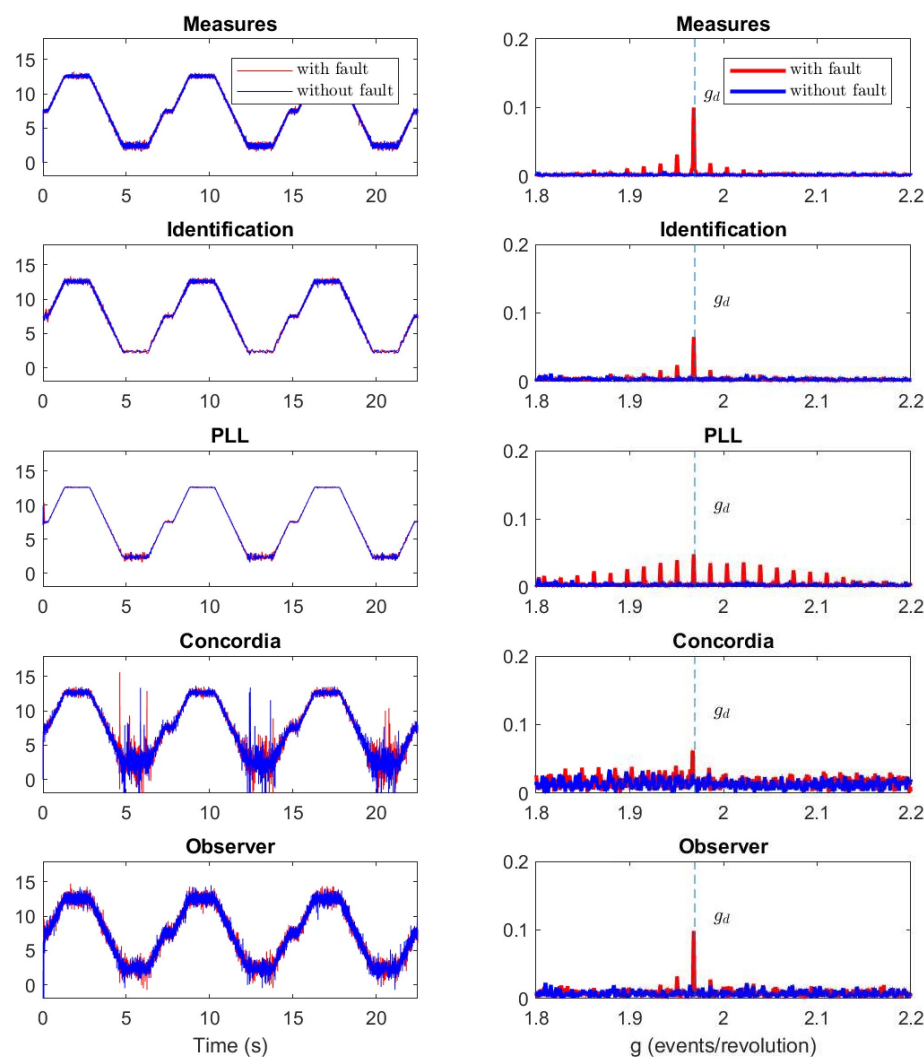 Measures
15
10
5
0
0 5 10 15 20
with fault
without fault
Measures
0.2
0.1
0
1.8 1.9 2 2.1 2.2
with fault
without fault
g_d
Identification
15
10
5
0
0 5 10 15 20
Identification
0.2
0.1
0
1.8 1.9 2 2.1 2.2
g_d
PLL
15
10
5
0
0 5 10 15 20
PLL
0.2
0.1
0
1.8 1.9 2 2.1 2.2
g_d
Concordia
15
10
5
0
0 5 10 15 20
Concordia
0.2
0.1
0
1.8 1.9 2 2.1 2.2
g_d
Observer
15
10
5
0
0 5 10 15 20
Time (s)
Observer
0.2
0.1
0
1.8 1.9 2 2.1 2.2
g_d
g (events/revolution)